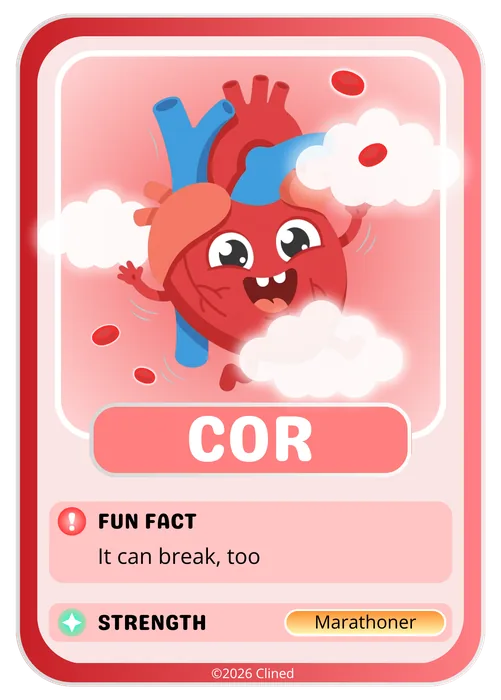 COR
FUN FACT
It can break, too
STRENGTH
Marathoner
©2026 Clined